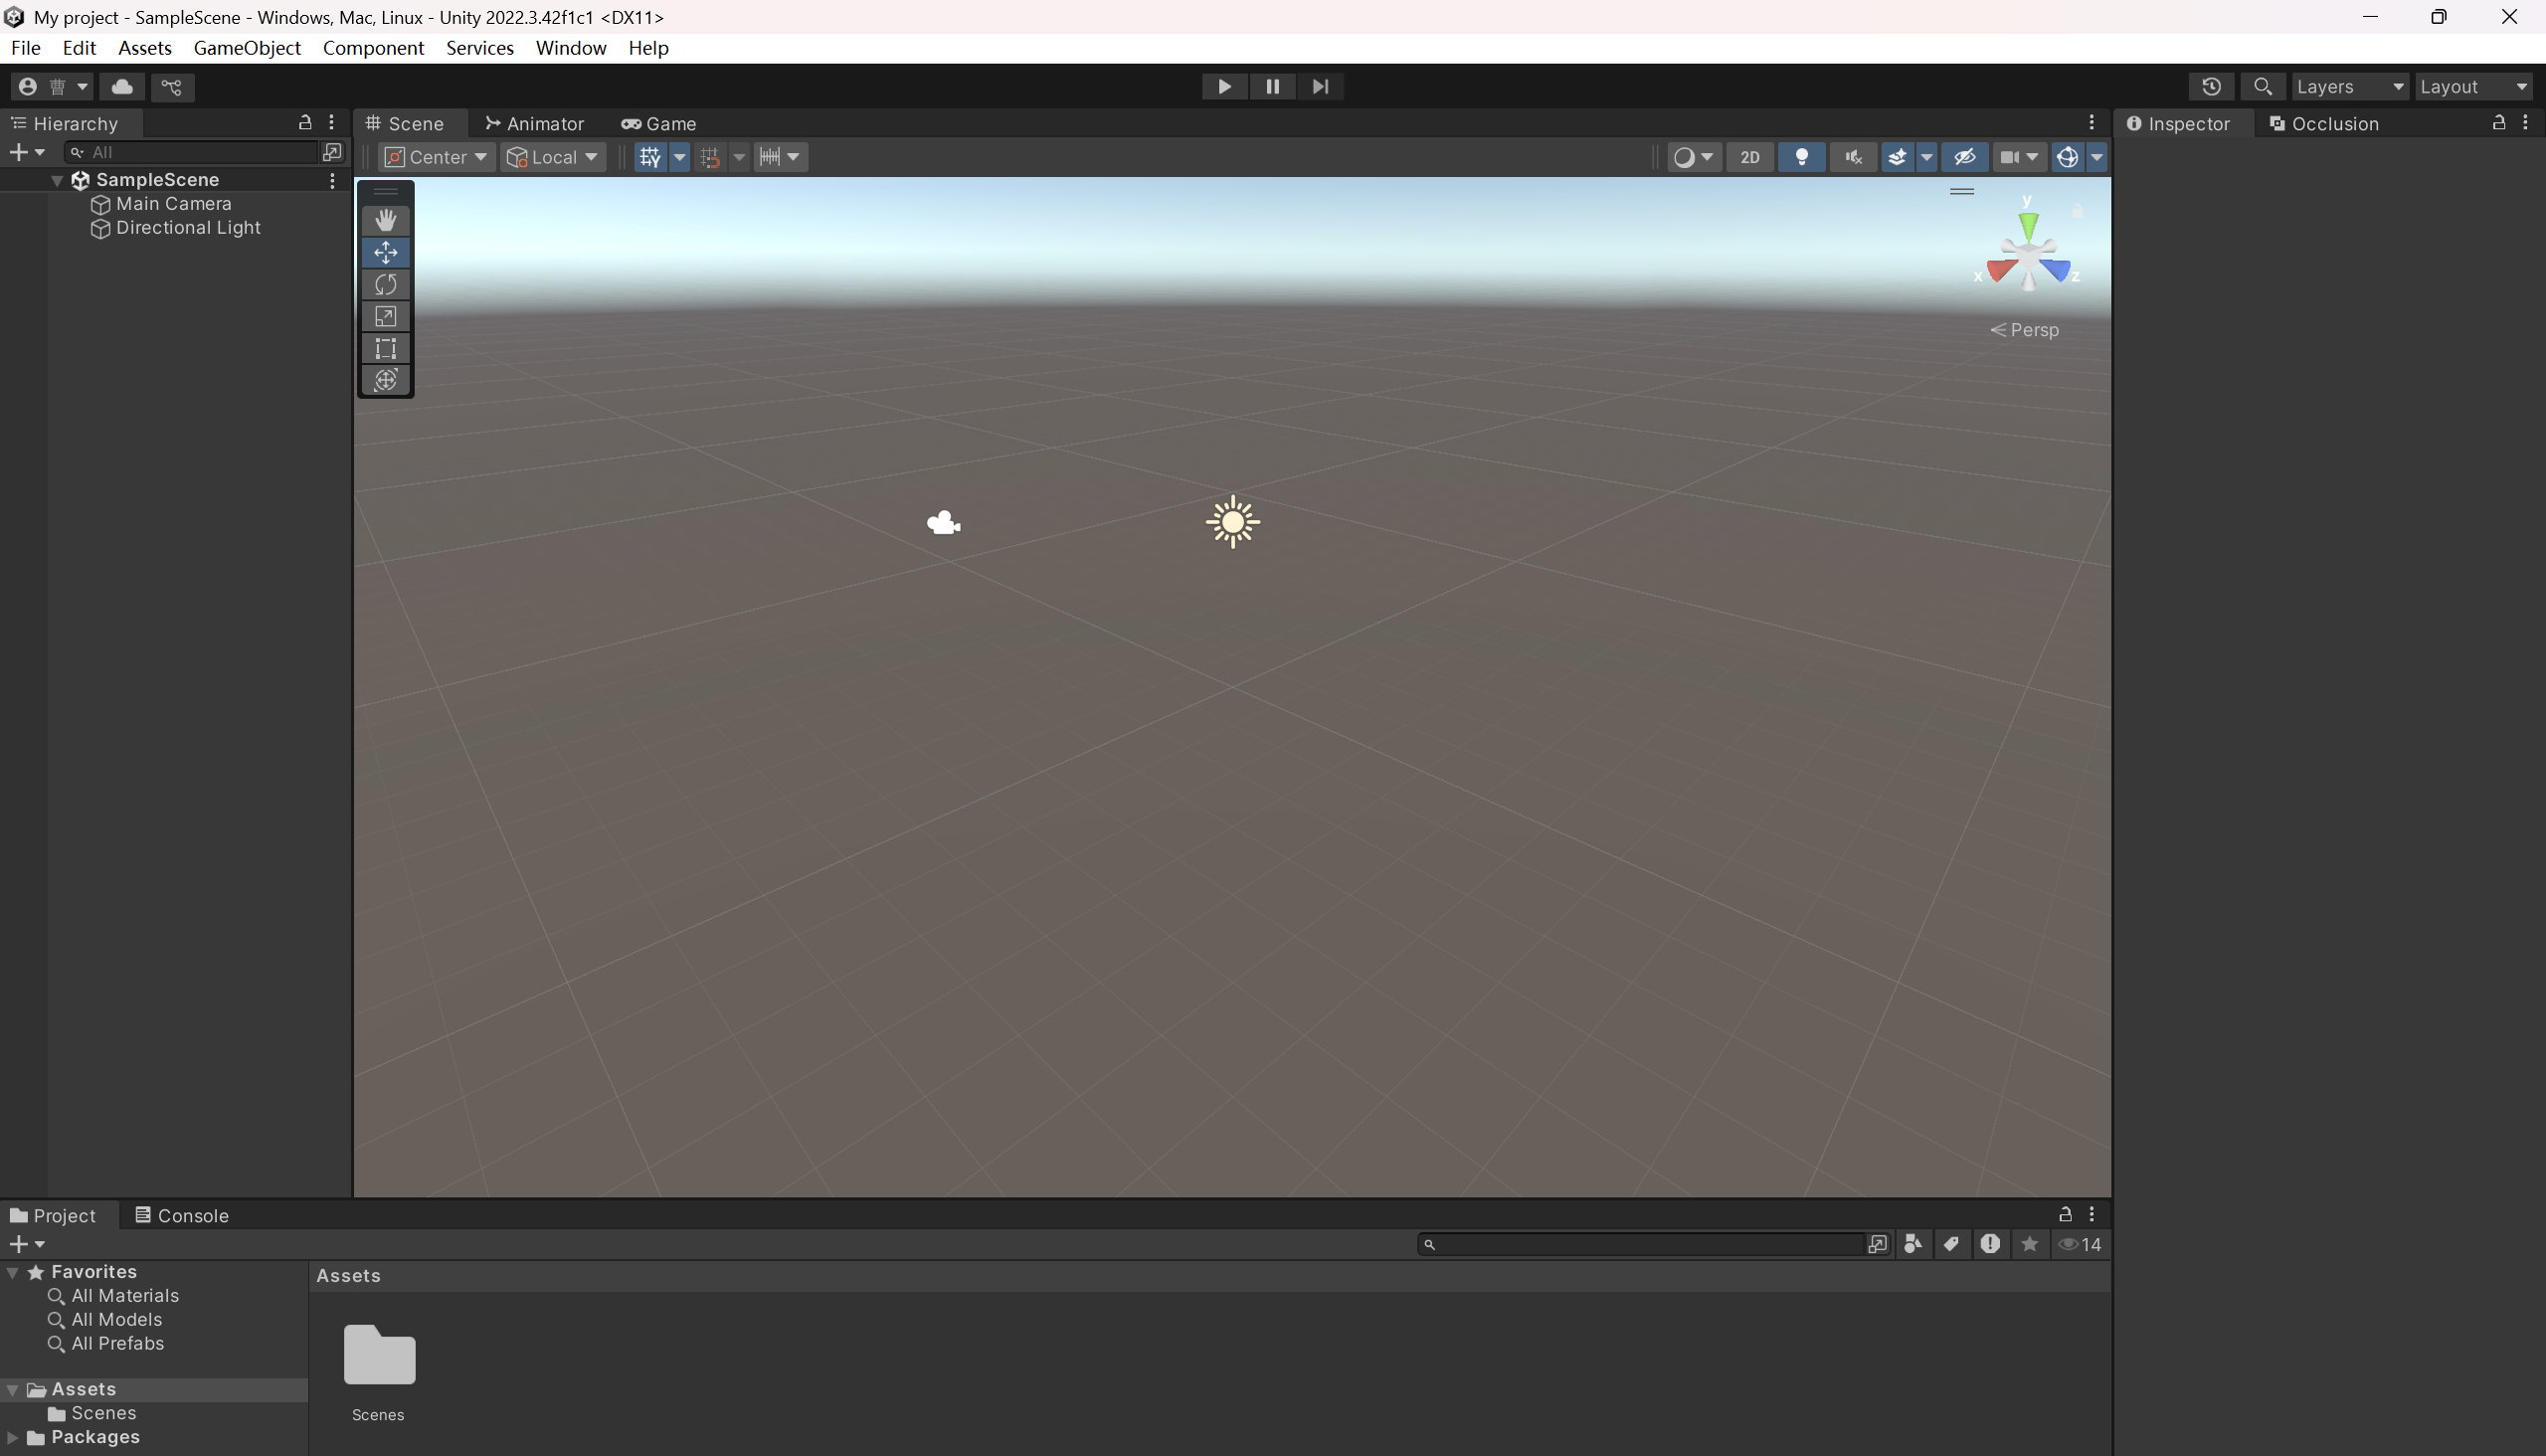 My project - SampleScene - Windows, Mac, Linux - Unity 2022.3.42f1c1 <DX11>
File Edit Assets GameObject Component Services Window Help
曹
Layers Layout
Hierarchy Scene Animator Game Inspector Occlusion
All Center Local 2D
SampleScene
Main Camera
Directional Light
y
x z
Persp
Project Console
14
Favorites Assets
All Materials
All Models
All Prefabs
Assets
Scenes Scenes
Packages